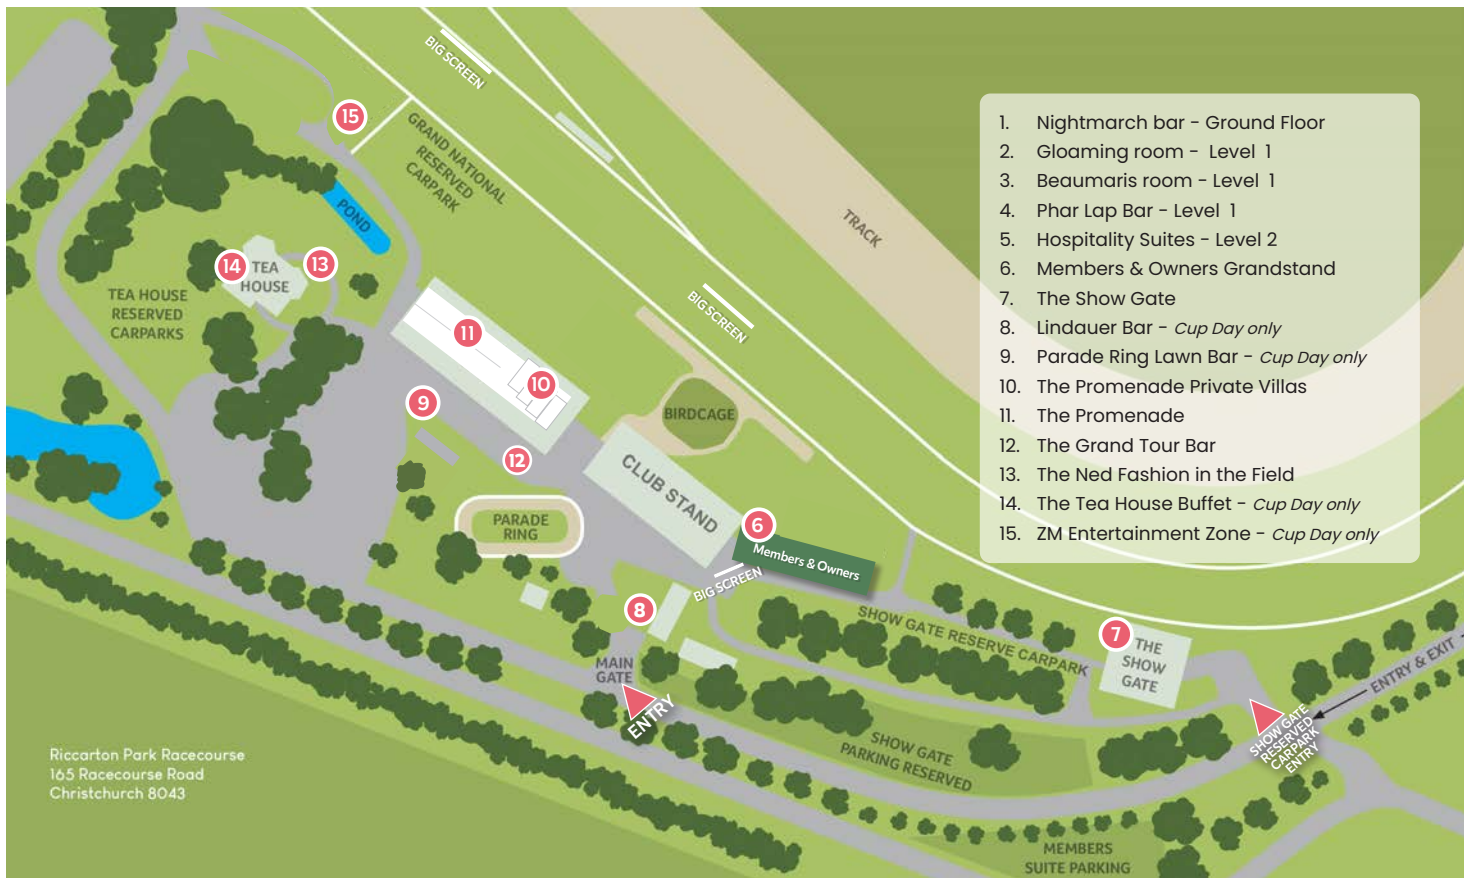 BIG SCREEN
15
GRAND NATIONAL
RESERVED
CARPARK
POND
TRACK
14
TEA
HOUSE
13
TEA HOUSE
RESERVED
CARPARKS
BIG SCREEN
11
10
9
12
BIRDCAGE
CLUB STAND
PARADE
RING
6
Members & Owners
BIG SCREEN
8
SHOW GATE RESERVE CARPARK
7
THE
SHOW
GATE
MAIN
GATE
ENTRY
ENTRY & EXIT
SHOW GATE
RESERVED
CARPARK
ENTRY
SHOW GATE
PARKING RESERVED
MEMBERS
SUITE PARKING
1. Nightmarch bar - Ground Floor
2. Gloaming room - Level 1
3. Beaumaris room - Level 1
4. Phar Lap Bar - Level 1
5. Hospitality Suites - Level 2
6. Members & Owners Grandstand
7. The Show Gate
8. Lindauer Bar - Cup Day only
9. Parade Ring Lawn Bar - Cup Day only
10. The Promenade Private Villas
11. The Promenade
12. The Grand Tour Bar
13. The Ned Fashion in the Field
14. The Tea House Buffet - Cup Day only
15. ZM Entertainment Zone - Cup Day only
Riccarton Park Racecourse
165 Racecourse Road
Christchurch 8043